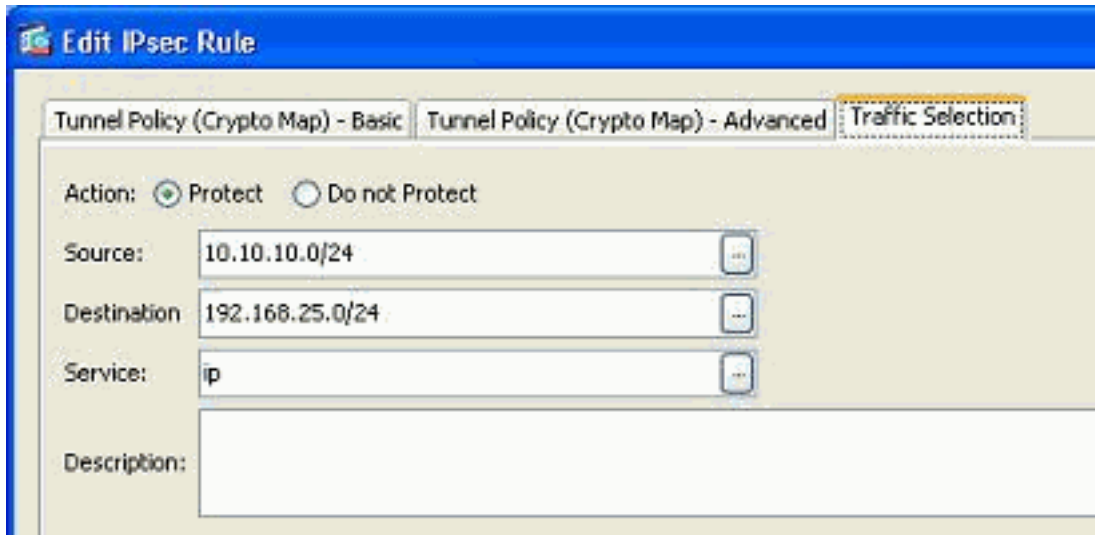 Edit IPsec Rule
Tunnel Policy (Crypto Map) - Basic Tunnel Policy (Crypto Map) - Advanced Traffic Selection
Action: Protect Do not Protect
Source: 10.10.10.0/24 ...
Destination 192.168.25.0/24 ...
Service: ip ...
Description: